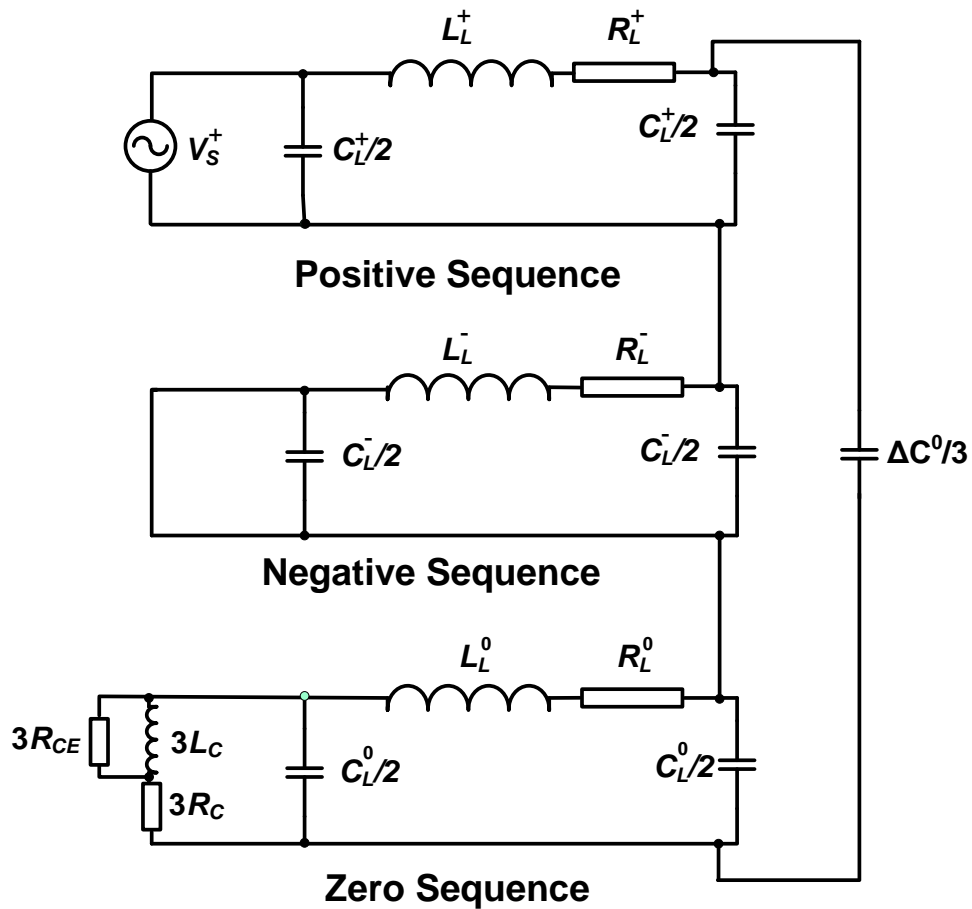 L_L^+
R_L^+
V_S^+
C_L^+/2
C_L^+/2
Positive Sequence
L_L^-
R_L^-
C_L^-/2
C_L^-/2
ΔC^0/3
Negative Sequence
L_L^0
R_L^0
3R_CE
3L_C
C_L^0/2
C_L^0/2
3R_C
Zero Sequence